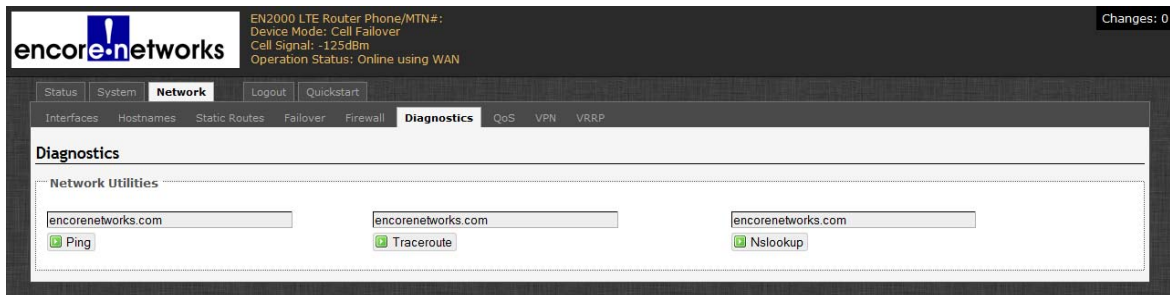 encore·networks
EN2000 LTE Router Phone/MTN#:
Device Mode: Cell Failover
Cell Signal: -125dBm
Operation Status: Online using WAN
Changes: 0
Status System Network Logout Quickstart
Interfaces Hostnames Static Routes Failover Firewall Diagnostics QoS VPN VRRP
Diagnostics
Network Utilities
encorenetworks.com encorenetworks.com encorenetworks.com
Ping Traceroute Nslookup